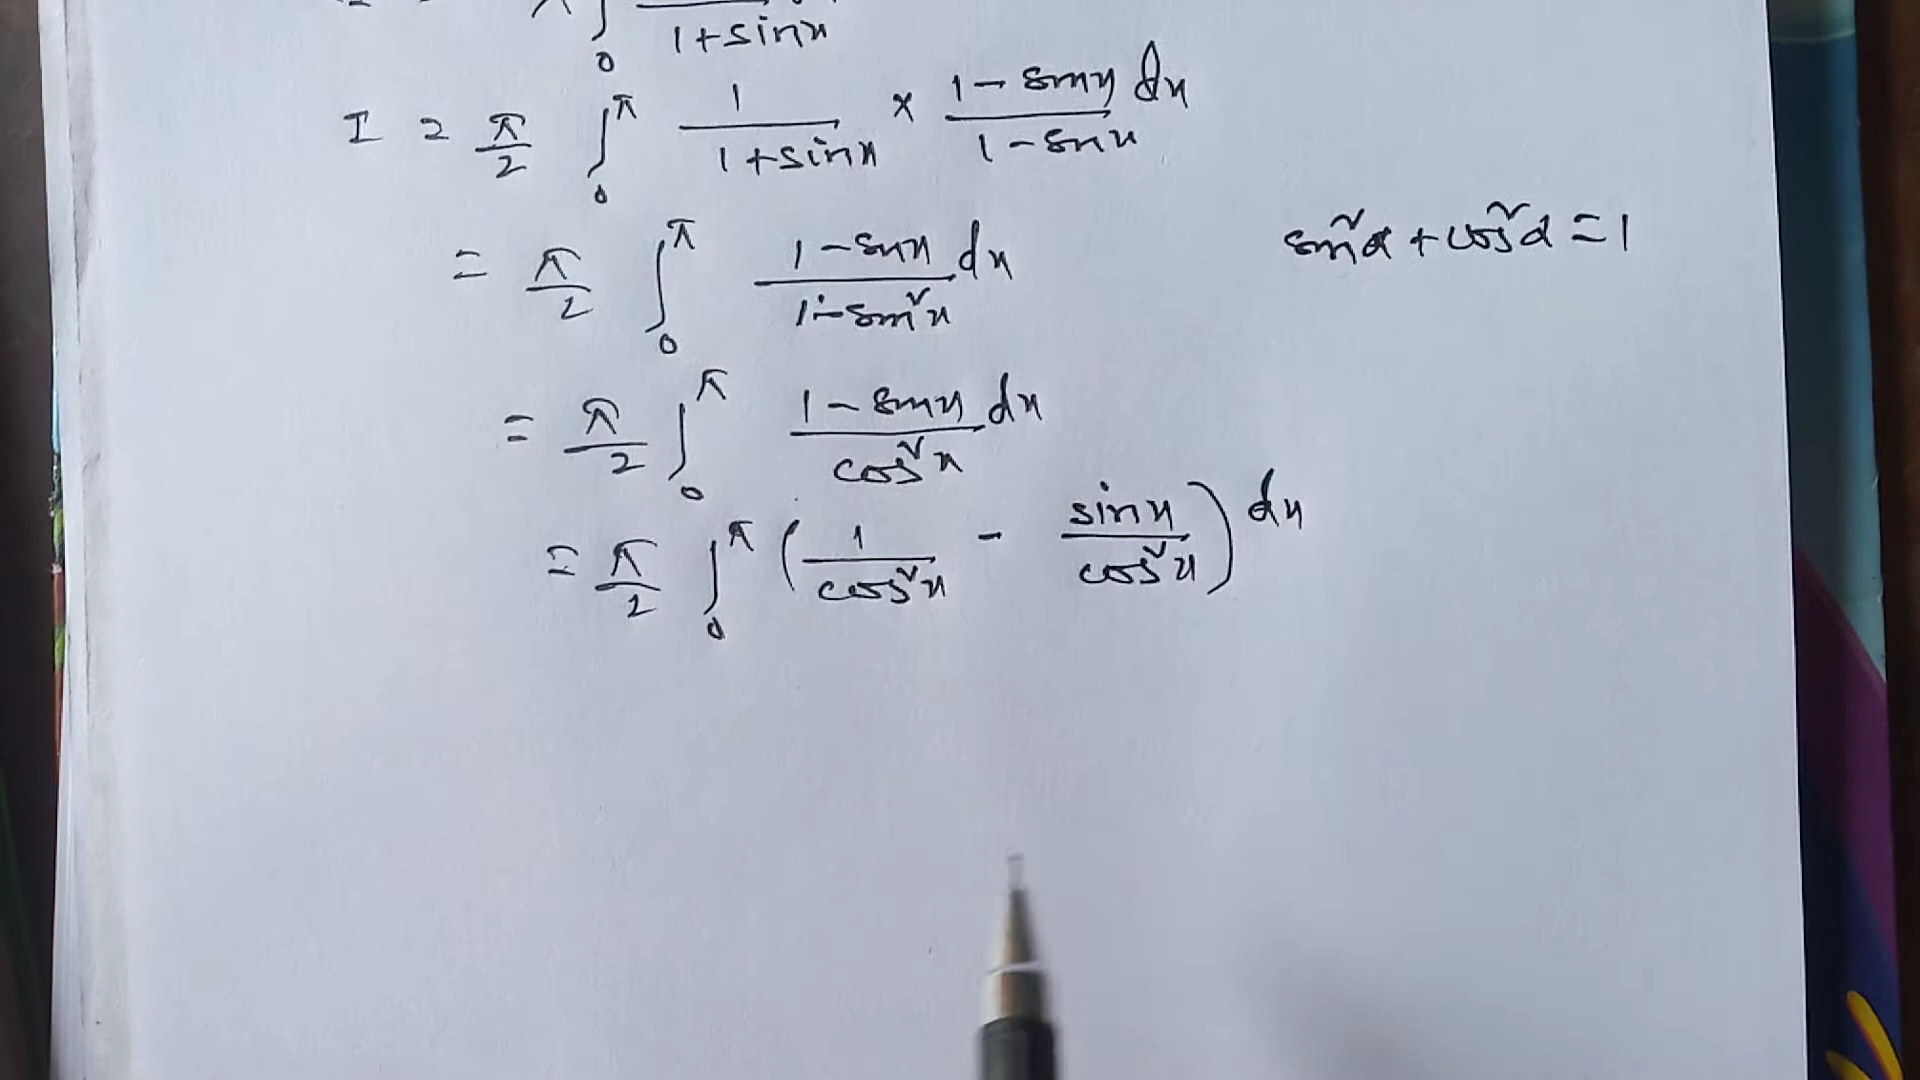 π ∫₀ 1+sinx
I = π/2 ∫₀^π 1/(1+sinx) × (1-sinx)/(1-sinx) dx
= π/2 ∫₀^π (1-sinx)/(1-sin²x) dx
sin²α + cos²α = 1
= π/2 ∫₀^π (1-sinx)/(cos²x) dx
= π/2 ∫₀^π (1/cos²x - sinx/cos²x) dx